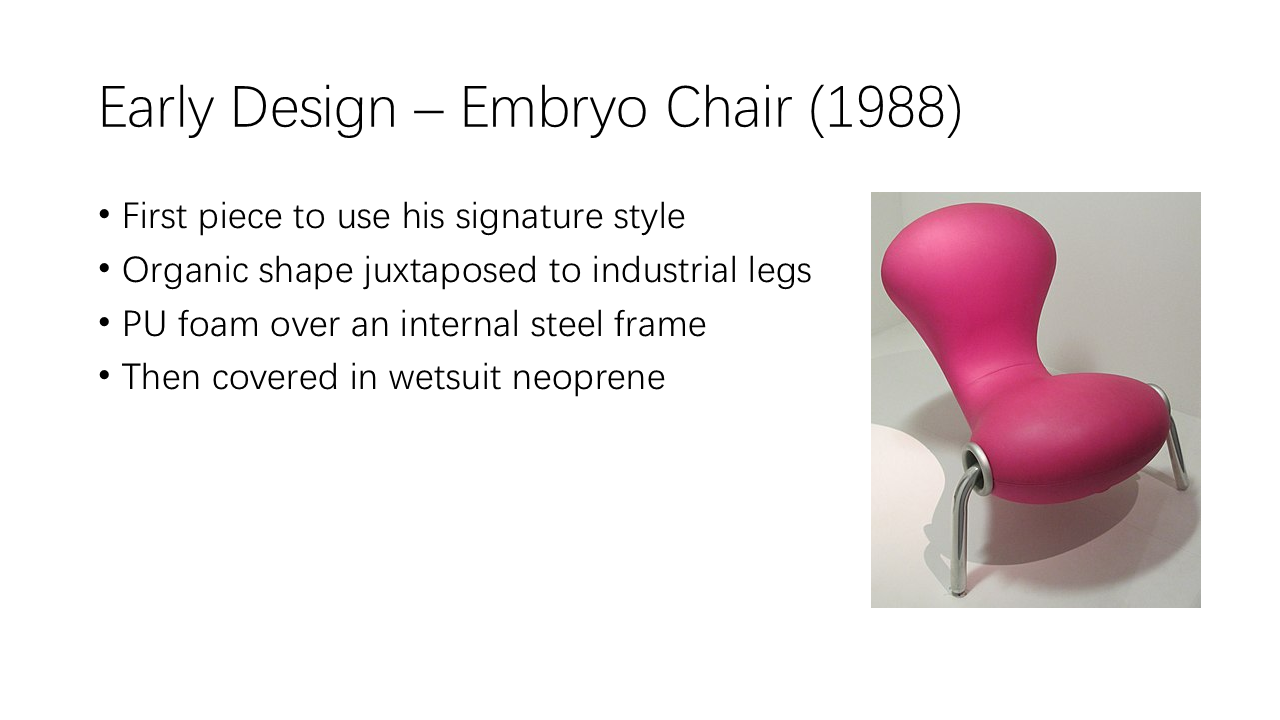 Early Design – Embryo Chair (1988)
• First piece to use his signature style
• Organic shape juxtaposed to industrial legs
• PU foam over an internal steel frame
• Then covered in wetsuit neoprene